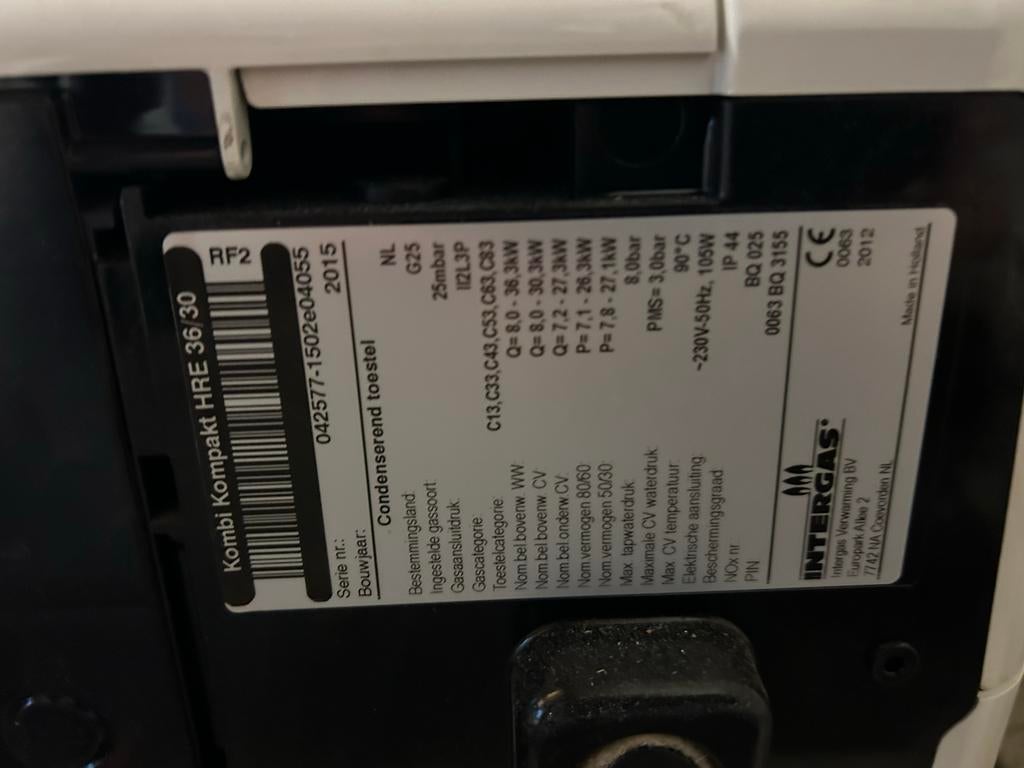 Kombi Kompakt HRE 36/30
RF2
Serie nr.: 042577-1502e04055
Bouwjaar: 2015
Condenserend toestel
Bestemmingsland: NL
Ingestelde gassoort: G25
Gasaansluitdruk: 25mbar
Gascategorie: II2L3P
Toestelcategorie: C13,C33,C43,C53,C63,C83
Nom bel bovenw. WW: Q= 8,0 - 36,3kW
Nom bel bovenw. CV Q= 8,0 - 30,3kW
Nom bel onderw CV: Q= 7,2 - 27,3kW
Nom vermogen 80/60 P= 7,1 - 26,3kW
Nom vermogen 50/30: P= 7,8 - 27,1kW
Max. tapwaterdruk: 8,0bar
Maximale CV waterdruk: PMS= 3,0bar
Max. CV temperatuur: 90°C
Elektrische aansluiting: ~230V-50Hz, 105W
Beschermingsgraad: IP 44
NOx nr. BQ 025
PIN 0063 BQ 3155
INTERGAS
CE
Intergas Verwarming BV 0063
Europark Allee 2 2012
7742 NA Coevorden NL
Made in Holland